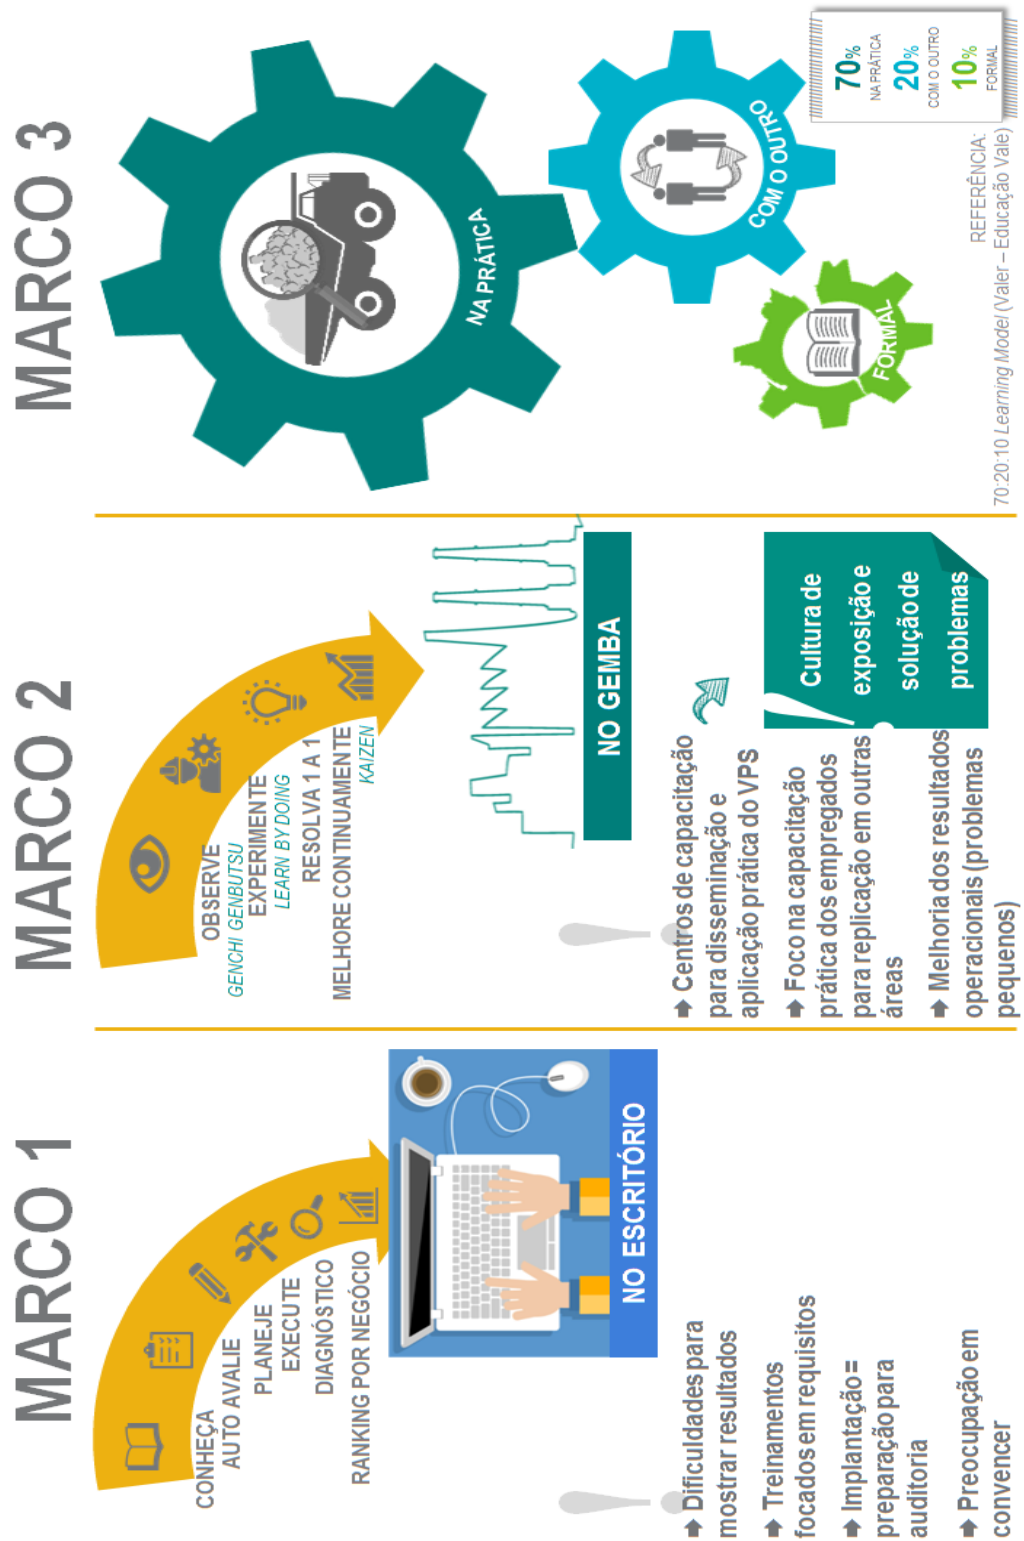 MARCO 1
CONHEÇA
AUTO AVALIE
PLANEJE
EXECUTE
DIAGNÓSTICO
RANKING POR NEGÓCIO
NO ESCRITÓRIO
Dificuldades para
mostrar resultados
Treinamentos
focados em requisitos
Implantação =
preparação para
auditoria
Preocupação em
convencer
MARCO 2
OBSERVE
GENCHI GENBUTSU
EXPERIMENTE
LEARN BY DOING
RESOLVA 1 A 1
MELHORE CONTINUAMENTE
KAIZEN
NO GEMBA
Centros de capacitação
para disseminação e
aplicação prática do VPS
Foco na capacitação
prática dos empregados
para replicação em outras
áreas
Melhoria dos resultados
operacionais (problemas
pequenos)
Cultura de
exposição e
solução de
problemas
MARCO 3
NA PRÁTICA
COM O OUTRO
FORMAL
70%
NA PRÁTICA
20%
COM O OUTRO
10%
FORMAL
REFERÊNCIA:
70:20:10 Learning Model (Valer – Educação Vale)